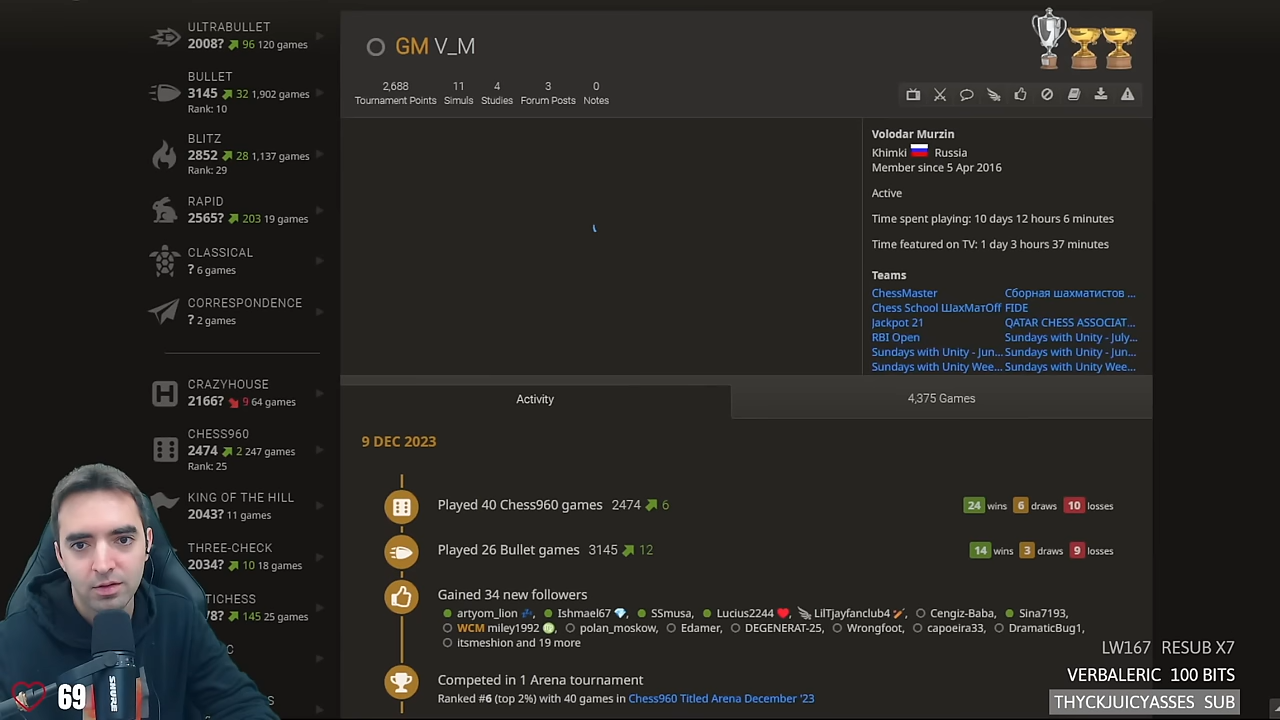 ULTRABULLET
2008? 96 120 games
BULLET
3145 32 1,902 games
Rank: 10
BLITZ
2852 28 1,137 games
Rank: 29
RAPID
2565? 203 19 games
CLASSICAL
? 6 games
CORRESPONDENCE
? 2 games
CRAZYHOUSE
2166? 9 64 games
CHESS960
2474 2 247 games
Rank: 25
KING OF THE HILL
2043? 11 games
THREE-CHECK
2034? 10 18 games
TICHESS
78? 145 25 games
GM V_M
2,688 11 4 3 0
Tournament Points Simuls Studies Forum Posts Notes
Volodar Murzin
Khimki Russia
Member since 5 Apr 2016
Active
Time spent playing: 10 days 12 hours 6 minutes
Time featured on TV: 1 day 3 hours 37 minutes
Teams
ChessMaster Сборная шахматистов ...
Chess School ШахМатOff FIDE
Jackpot 21 QATAR CHESS ASSOCIAT...
RBI Open Sundays with Unity - July...
Sundays with Unity - Jun... Sundays with Unity - Jun...
Sundays with Unity Wee... Sundays with Unity Wee...
Activity 4,375 Games
9 DEC 2023
Played 40 Chess960 games 2474 6 24 wins 6 draws 10 losses
Played 26 Bullet games 3145 12 14 wins 3 draws 9 losses
Gained 34 new followers
artyom_lion, Ishmael67, SSmusa, Lucius2244, LilTjayfanclub4, Cengiz-Baba, Sina7193,
WCM miley1992, polan_moskow, Edamer, DEGENERAT-25, Wrongfoot, capoeira33, DramaticBug1,
itsmeshion and 19 more
Competed in 1 Arena tournament
Ranked #6 (top 2%) with 40 games in Chess960 Titled Arena December '23
69
SHURE
LW167 RESUB X7
VERBALERIC 100 BITS
THYCKJUICYASSES SUB